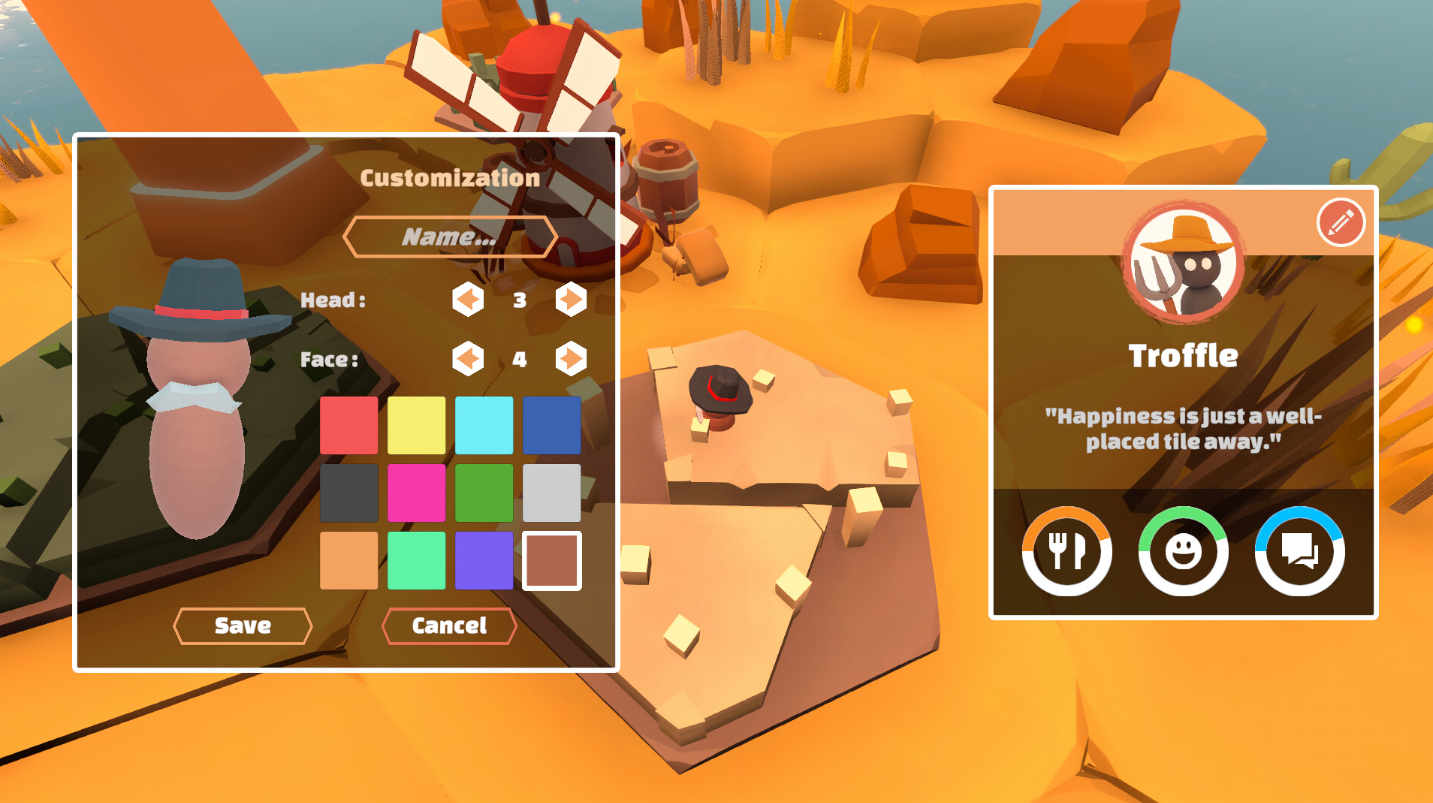 Customization
Name...
Head: 3
Face: 4
Save
Cancel
Troffle
"Happiness is just a well-
placed tile away."